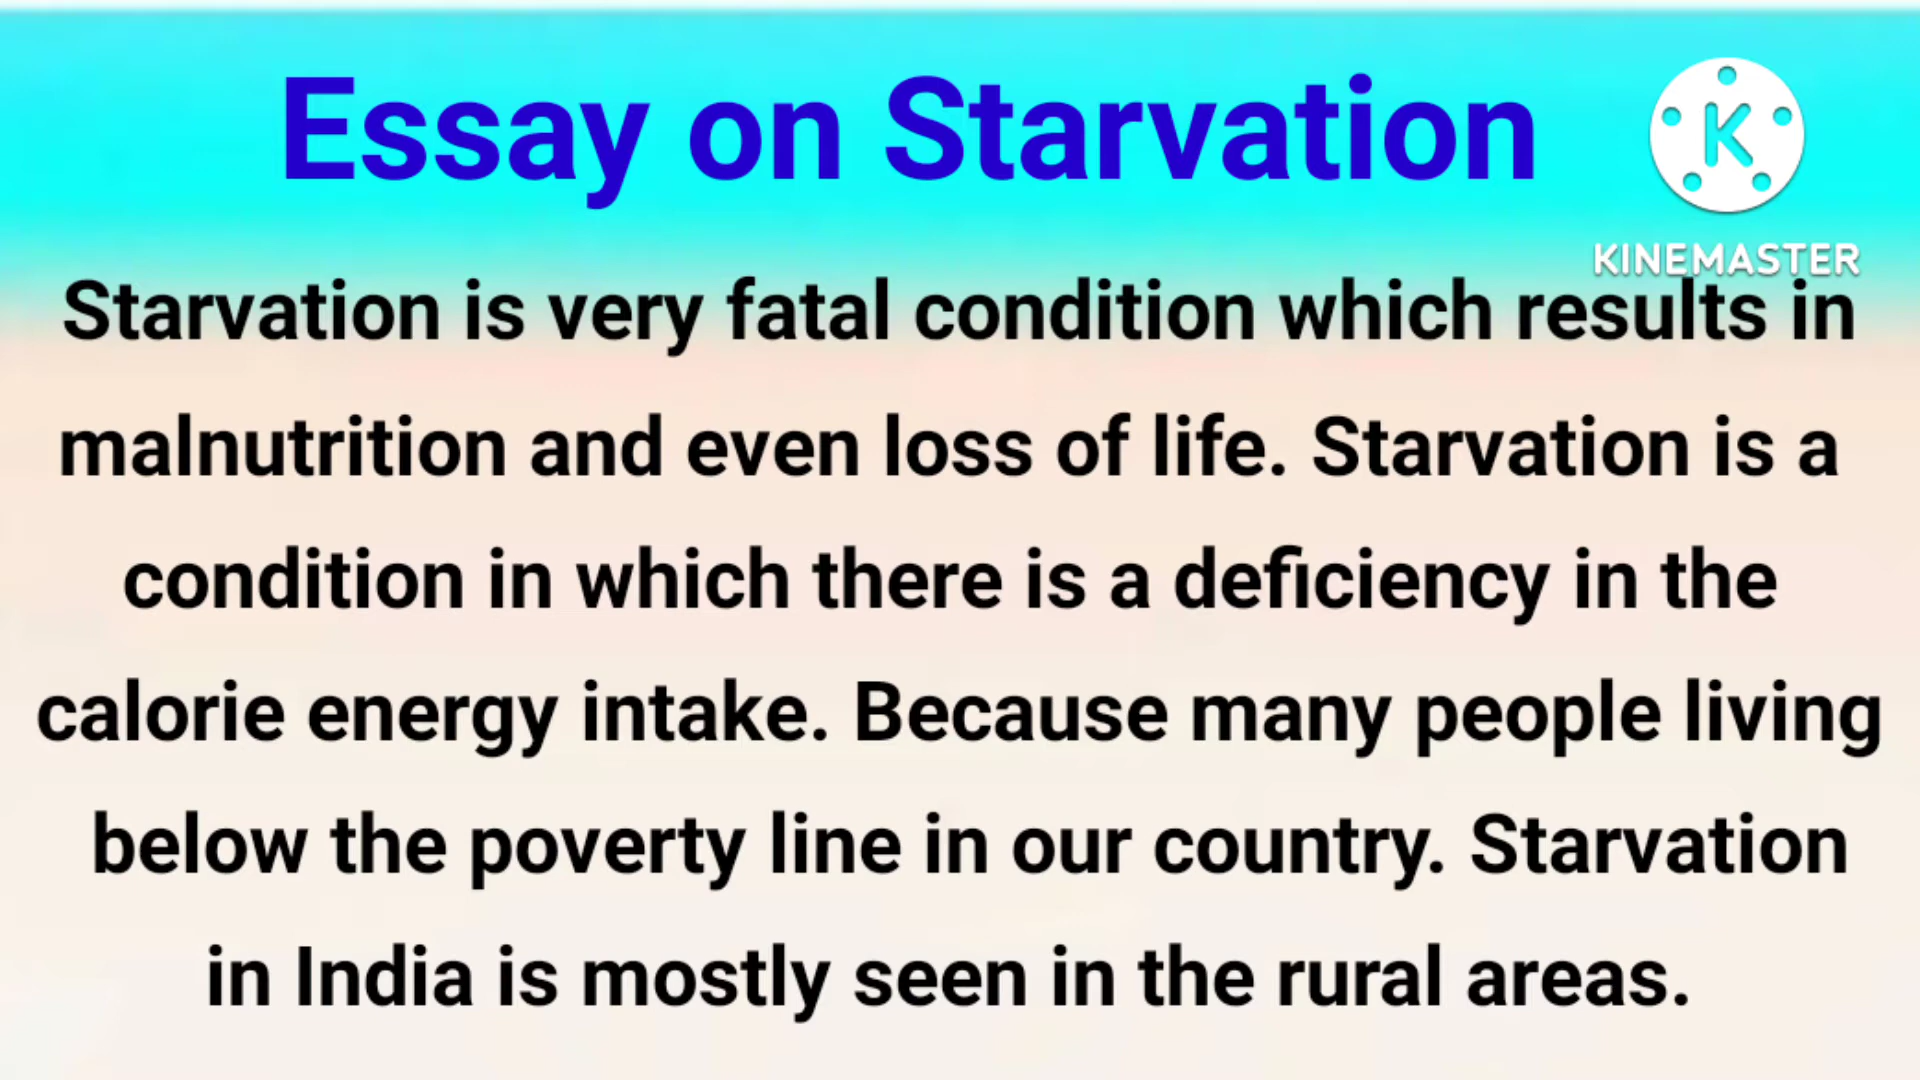 Essay on Starvation
K
KINEMASTER
Starvation is very fatal condition which results in
malnutrition and even loss of life. Starvation is a
condition in which there is a deficiency in the
calorie energy intake. Because many people living
below the poverty line in our country. Starvation
in India is mostly seen in the rural areas.